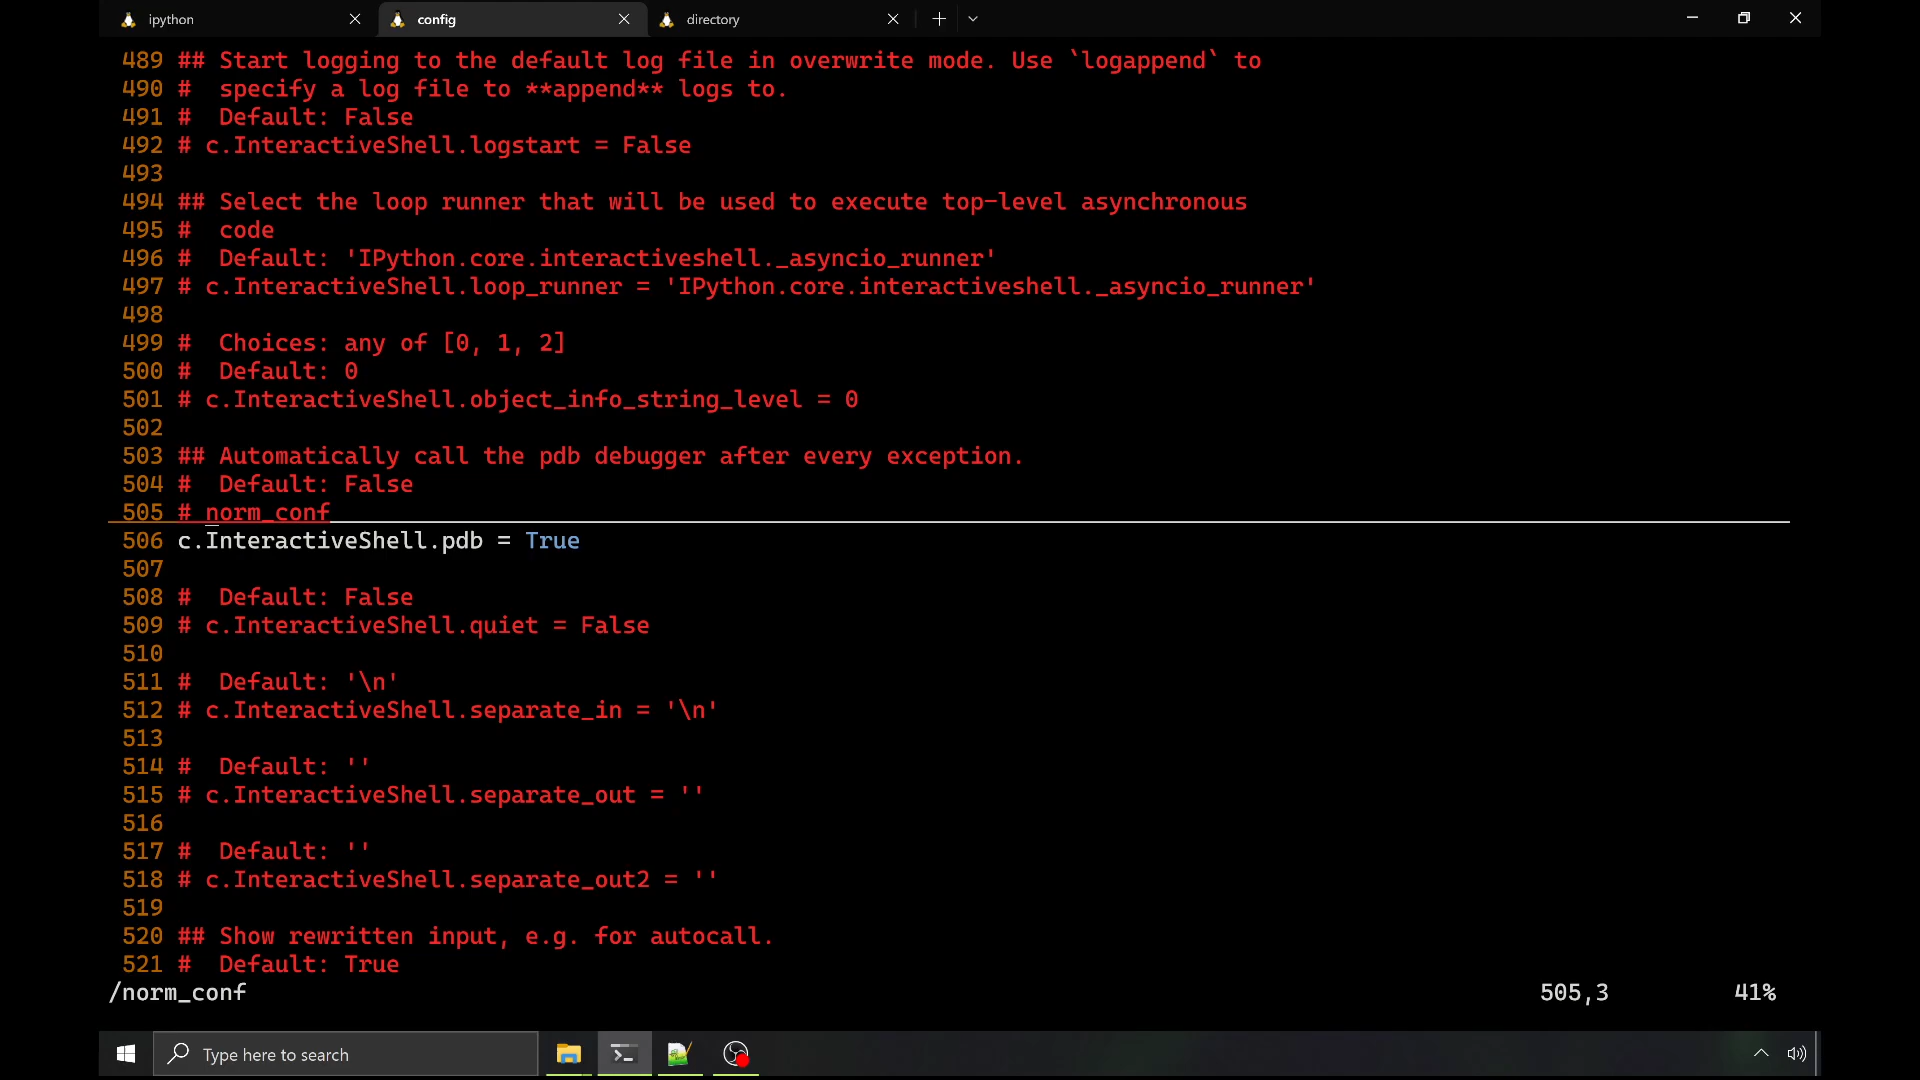 ipython
config
directory
489 ## Start logging to the default log file in overwrite mode. Use `logappend` to
490 #  specify a log file to **append** logs to.
491 #  Default: False
492 # c.InteractiveShell.logstart = False
493
494 ## Select the loop runner that will be used to execute top-level asynchronous
495 #  code
496 #  Default: 'IPython.core.interactiveshell._asyncio_runner'
497 # c.InteractiveShell.loop_runner = 'IPython.core.interactiveshell._asyncio_runner'
498
499 #  Choices: any of [0, 1, 2]
500 #  Default: 0
501 # c.InteractiveShell.object_info_string_level = 0
502
503 ## Automatically call the pdb debugger after every exception.
504 #  Default: False
505 # norm_conf
506 c.InteractiveShell.pdb = True
507
508 #  Default: False
509 # c.InteractiveShell.quiet = False
510
511 #  Default: '\n'
512 # c.InteractiveShell.separate_in = '\n'
513
514 #  Default: ''
515 # c.InteractiveShell.separate_out = ''
516
517 #  Default: ''
518 # c.InteractiveShell.separate_out2 = ''
519
520 ## Show rewritten input, e.g. for autocall.
521 #  Default: True
/norm_conf 505,3 41%
Type here to search